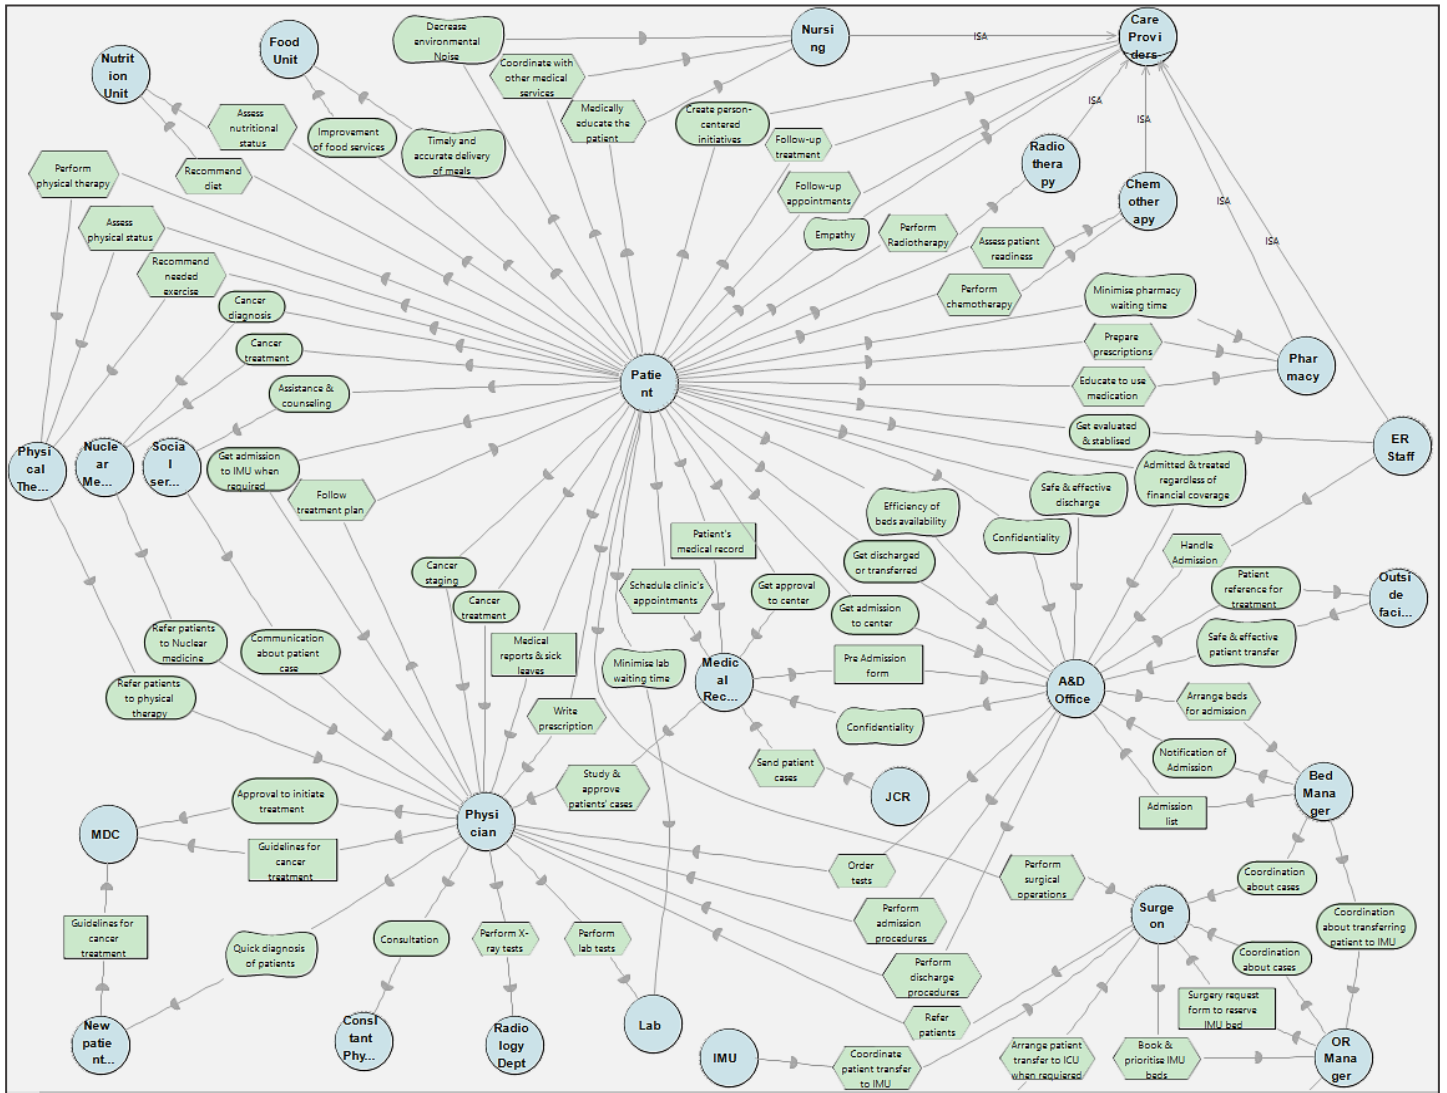 Nutrit
ion
Unit
Food
Unit
Decrease
environmental
Noise
Nursi
ng
ISA
Care
Provi
ders
Coordinate with
other medical
services
Medically
educate the
patient
Create person-
centered
initiatives
Follow-up
treatment
Follow-up
appointments
Empathy
Assess
nutritional
status
Improvement
of food services
Timely and
accurate delivery
of meals
Recommend
diet
Perform
physical therapy
Assess
physical status
Recommend
needed
exercise
Cancer
diagnosis
Cancer
treatment
Assistance &
counseling
ISA
Radio
thera
py
ISA
Chem
other
apy
ISA
ISA
Perform
Radiotherapy
Assess patient
readiness
Perform
chemotherapy
Minimise pharmacy
waiting time
Prepare
prescriptions
Educate to use
medication
Phar
macy
Patie
nt
Get evaluated
& stablised
ER
Staff
Physi
cal
The...
Nucle
ar
Me...
Socia
l
ser...
Get admission
to IMU when
required
Follow
treatment plan
Admitted & treated
regardless of
financial coverage
Safe & effective
discharge
Efficiency of
beds availability
Confidentiality
Patient's
medical record
Get discharged
or transferred
Handle
Admission
Patient
reference for
treatment
Outsi
de
faci...
Safe & effective
patient transfer
Cancer
staging
Cancer
treatment
Schedule clinic's
appointments
Get approval
to center
Get admission
to center
Refer patients
to Nuclear
medicine
Communication
about patient
case
Medical
reports & sick
leaves
Minimise lab
waiting time
Medic
al
Rec...
Pre Admission
form
A&D
Office
Arrange beds
for admission
Refer patients
to physical
therapy
Write
prescription
Confidentiality
Notification of
Admission
Send patient
cases
Study &
approve
patients' cases
JCR
Bed
Mana
ger
Admission
list
Approval to initiate
treatment
MDC
Physi
cian
Guidelines for
cancer
treatment
Order
tests
Perform
surgical
operations
Coordination
about cases
Surge
on
Perform
admission
procedures
Coordination
about transferring
patient to IMU
Guidelines for
cancer
treatment
Quick diagnosis
of patients
Consultation
Perform X-
ray tests
Perform
lab tests
Coordination
about cases
Perform
discharge
procedures
Surgery request
form to reserve
IMU bed
Refer
patients
New
patie
nt...
Consl
tant
Phy...
Radio
logy
Dept
Lab
IMU
Coordinate
patient transfer
to IMU
Arrange patient
transfer to ICU
when requiered
Book &
prioritise IMU
beds
OR
Mana
ger